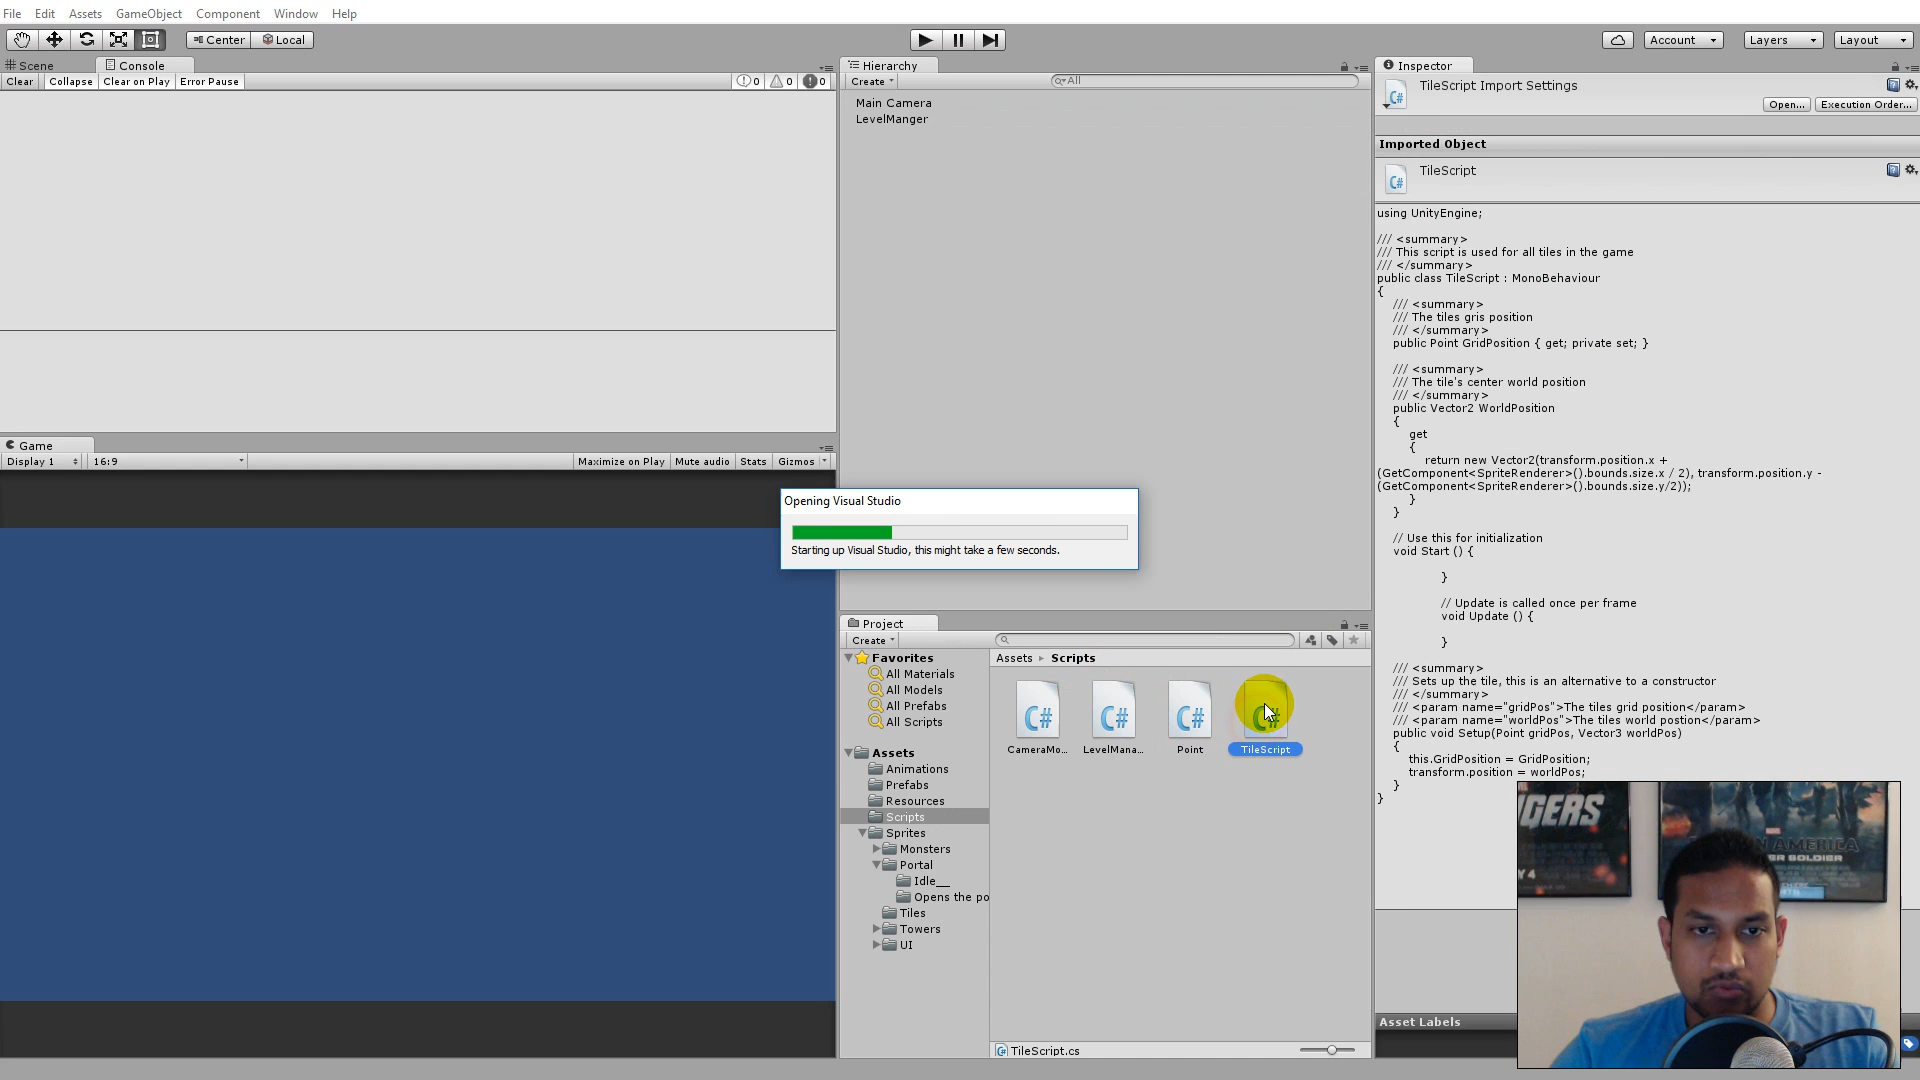 File Edit Assets GameObject Component Window Help
Center Local
Account Layers Layout
Scene Console
Clear Collapse Clear on Play Error Pause 0 0 0
Game
Display 1 16:9 Maximize on Play Mute audio Stats Gizmos
Hierarchy
Create All
Main Camera
LevelManger
Opening Visual Studio
Starting up Visual Studio, this might take a few seconds.
Project
Create
Favorites
All Materials
All Models
All Prefabs
All Scripts
Assets
Animations
Prefabs
Resources
Scripts
Sprites
Monsters
Portal
Idle__
Opens the po
Tiles
Towers
UI
Assets Scripts
C# C# C# C#
CameraMo... LevelMana... Point TileScript
TileScript.cs
Inspector
C# TileScript Import Settings
Open... Execution Order...
Imported Object
C# TileScript
using UnityEngine;
/// <summary>
/// This script is used for all tiles in the game
/// </summary>
public class TileScript : MonoBehaviour
{
/// <summary>
/// The tiles gris position
/// </summary>
public Point GridPosition { get; private set; }
/// <summary>
/// The tile's center world position
/// </summary>
public Vector2 WorldPosition
{
get
{
return new Vector2(transform.position.x +
(GetComponent<SpriteRenderer>().bounds.size.x / 2), transform.position.y -
(GetComponent<SpriteRenderer>().bounds.size.y/2));
}
}
// Use this for initialization
void Start () {
}
// Update is called once per frame
void Update () {
}
/// <summary>
/// Sets up the tile, this is an alternative to a constructor
/// </summary>
/// <param name="gridPos">The tiles grid position</param>
/// <param name="worldPos">The tiles world postion</param>
public void Setup(Point gridPos, Vector3 worldPos)
{
this.GridPosition = GridPosition;
transform.position = worldPos;
}
}
Asset Labels